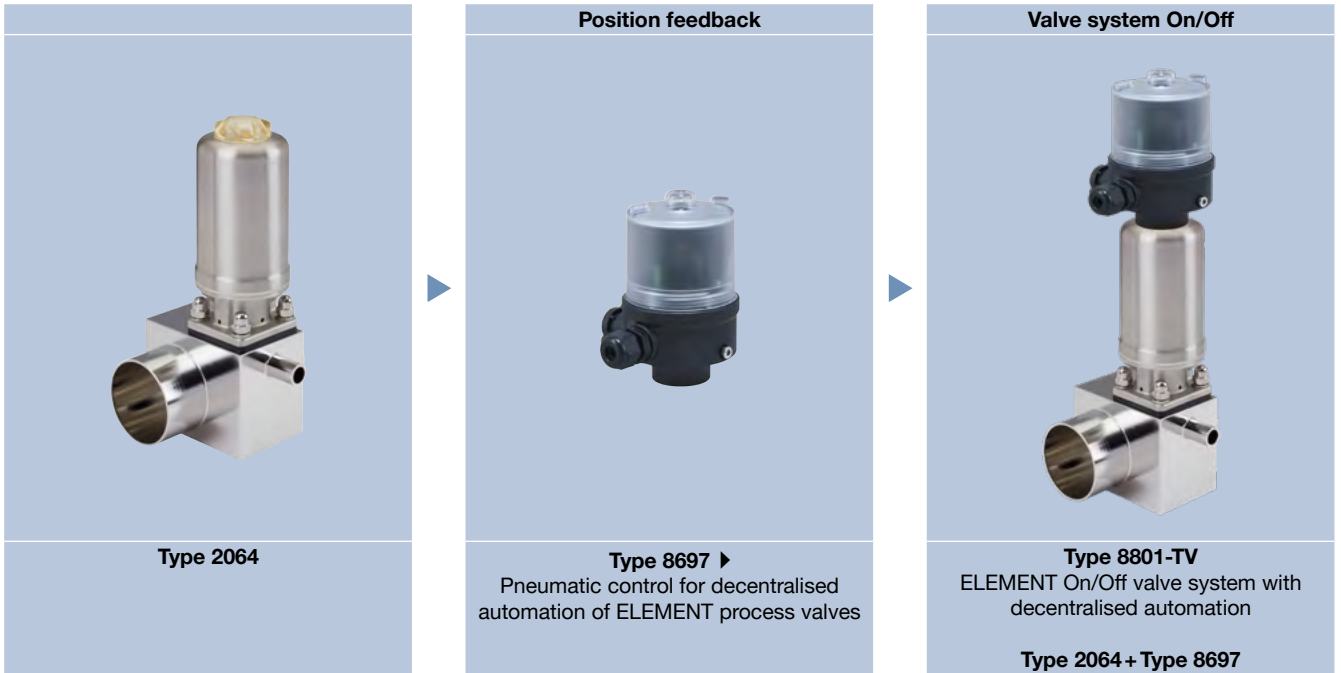 Position feedback
Valve system On/Off
Type 2064
Type 8697 ▶
Pneumatic control for decentralised
automation of ELEMENT process valves
Type 8801-TV
ELEMENT On/Off valve system with
decentralised automation
Type 2064 + Type 8697